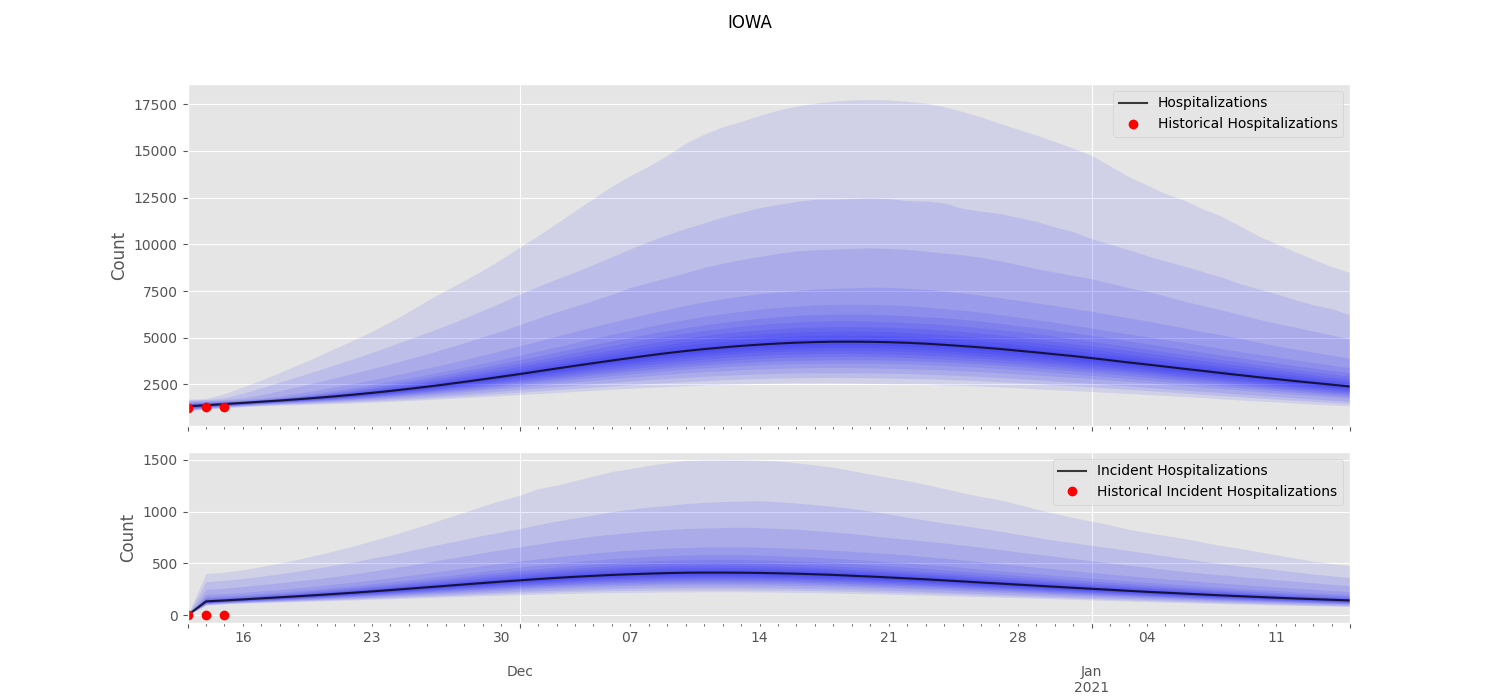 IOWA
17500
15000
12500
10000
7500
5000
2500
Count
Hospitalizations
Historical Hospitalizations
1500
1000
500
0
Count
Incident Hospitalizations
Historical Incident Hospitalizations
16 23 30 07 14 21 28 04 11
Dec Jan
2021